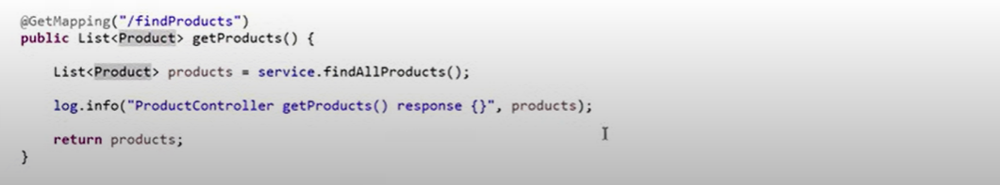 @GetMapping("/findProducts")
public List<Product> getProducts() {
List<Product> products = service.findAllProducts();
log.info("ProductController getProducts() response {}", products);
return products;
}